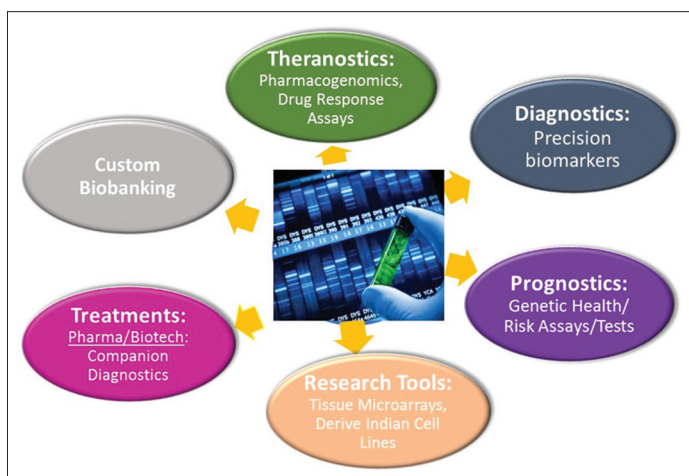 Theranostics:
Pharmacogenomics,
Drug Response
Assays
Diagnostics:
Precision
biomarkers
Custom
Biobanking
Prognostics:
Genetic Health/
Risk Assays/Tests
Treatments:
Pharma/Biotech:
Companion
Diagnostics
Research Tools:
Tissue Microarrays,
Derive Indian Cell
Lines